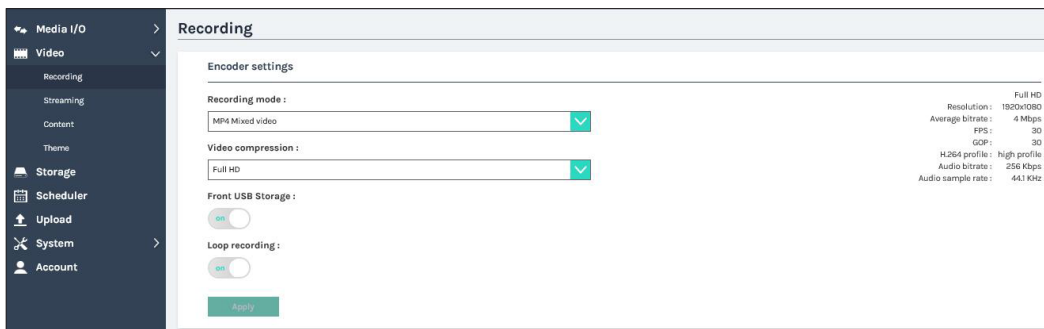 Media I/O
Video
Recording
Streaming
Content
Theme
Storage
Scheduler
Upload
System
Account
Recording
Encoder settings
Recording mode :
MP4 Mixed video
Video compression :
Full HD
Front USB Storage :
on
Loop recording :
on
Apply
Full HD
Resolution : 1920x1080
Average bitrate : 4 Mbps
FPS : 30
GOP : 30
H.264 profile : high profile
Audio bitrate : 256 Kbps
Audio sample rate : 44.1 KHz